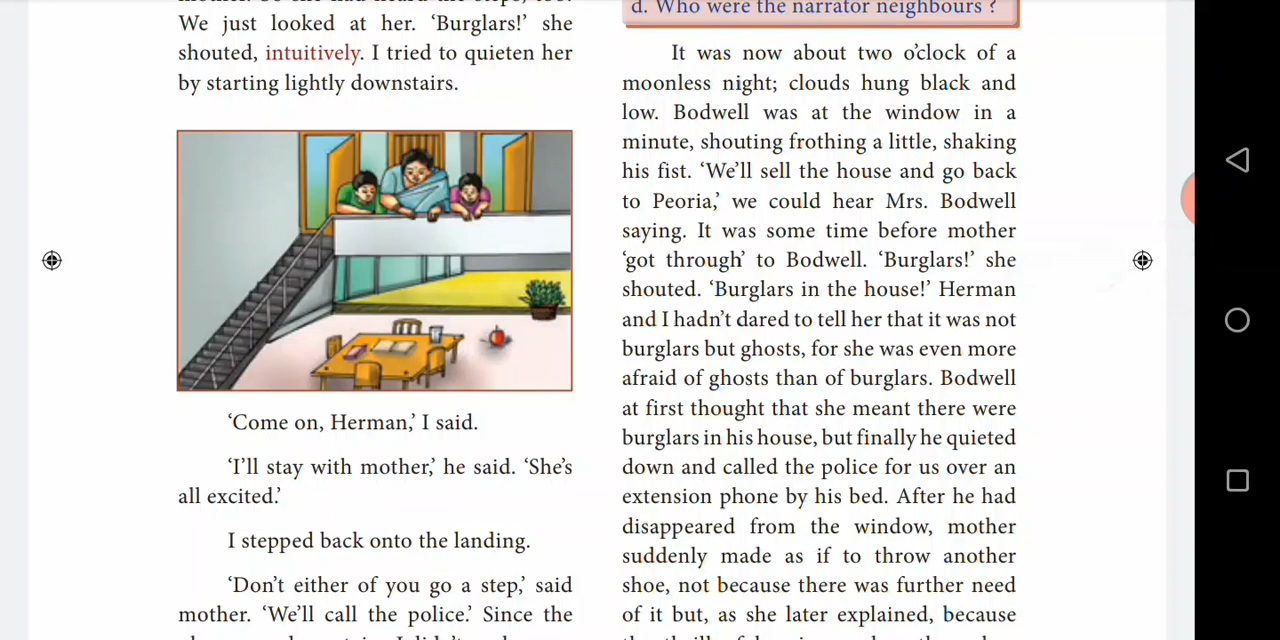 We just looked at her. ‘Burglars!’ she
shouted, intuitively. I tried to quieten her
by starting lightly downstairs.
‘Come on, Herman,’ I said.
‘I’ll stay with mother,’ he said. ‘She’s
all excited.’
I stepped back onto the landing.
‘Don’t either of you go a step,’ said
mother. ‘We’ll call the police.’ Since the
d. Who were the narrator neighbours ?
It was now about two o’clock of a
moonless night; clouds hung black and
low. Bodwell was at the window in a
minute, shouting frothing a little, shaking
his fist. ‘We’ll sell the house and go back
to Peoria,’ we could hear Mrs. Bodwell
saying. It was some time before mother
‘got through’ to Bodwell. ‘Burglars!’ she
shouted. ‘Burglars in the house!’ Herman
and I hadn’t dared to tell her that it was not
burglars but ghosts, for she was even more
afraid of ghosts than of burglars. Bodwell
at first thought that she meant there were
burglars in his house, but finally he quieted
down and called the police for us over an
extension phone by his bed. After he had
disappeared from the window, mother
suddenly made as if to throw another
shoe, not because there was further need
of it but, as she later explained, because